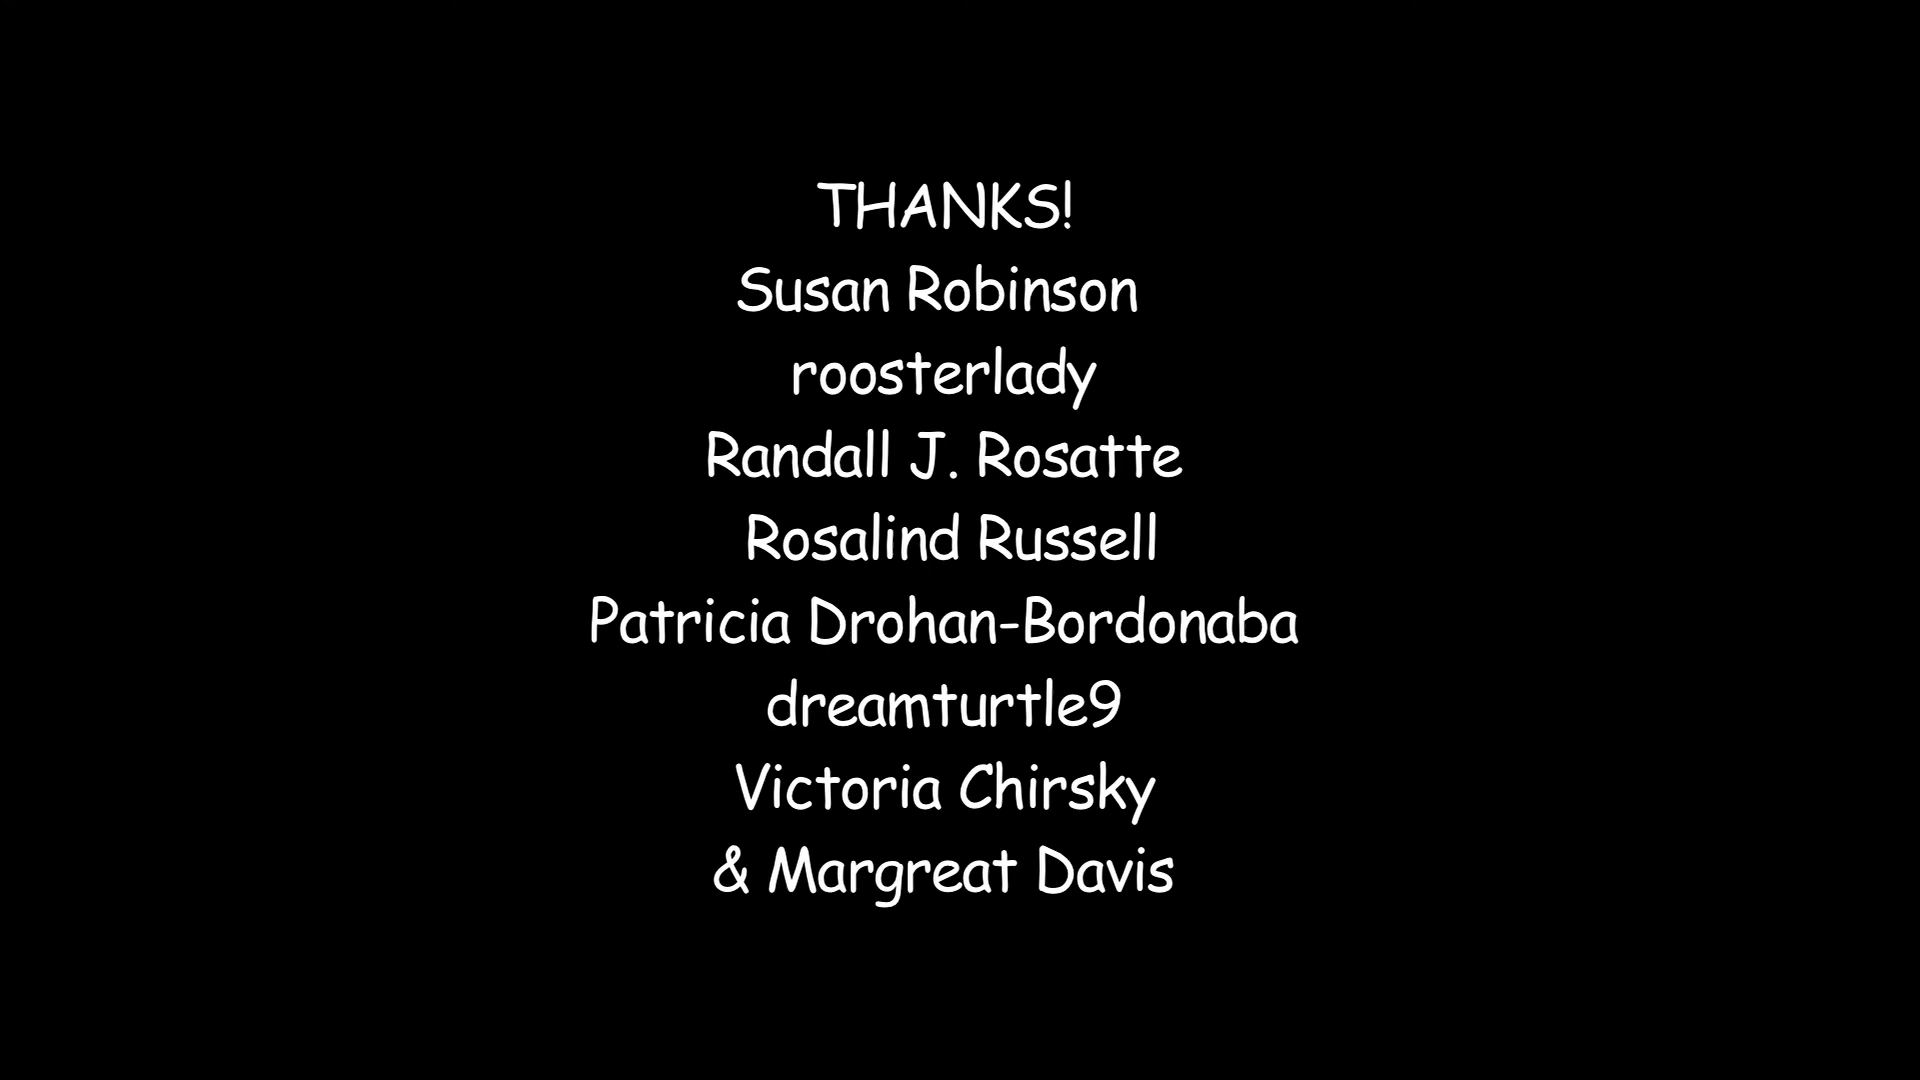 THANKS!
Susan Robinson
roosterlady
Randall J. Rosatte
Rosalind Russell
Patricia Drohan-Bordonaba
dreamturtle9
Victoria Chirsky
& Margreat Davis